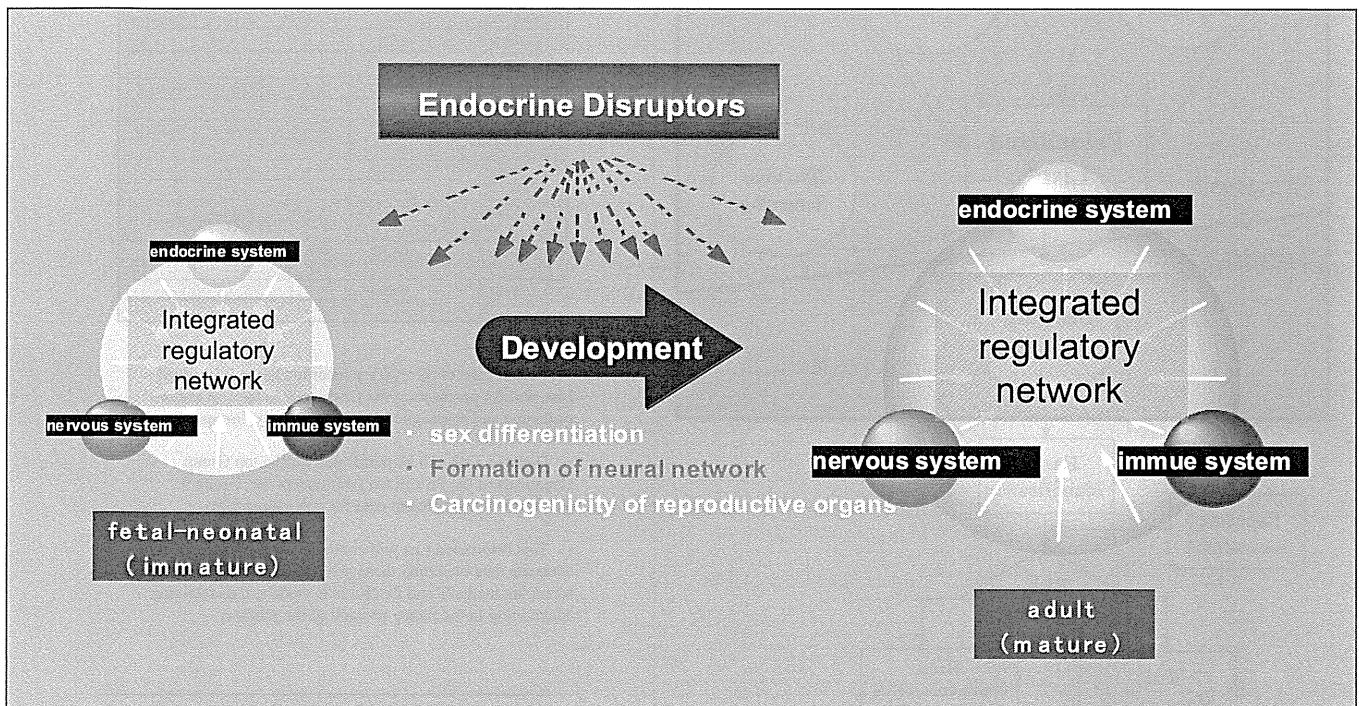 Endocrine Disruptors
endocrine system
Integrated
regulatory
network
nervous system
immue system
fetal-neonatal
(immature)
Development
· sex differentiation
· Formation of neural network
· Carcinogenicity of reproductive organs
endocrine system
Integrated
regulatory
network
nervous system
immue system
adult
(mature)